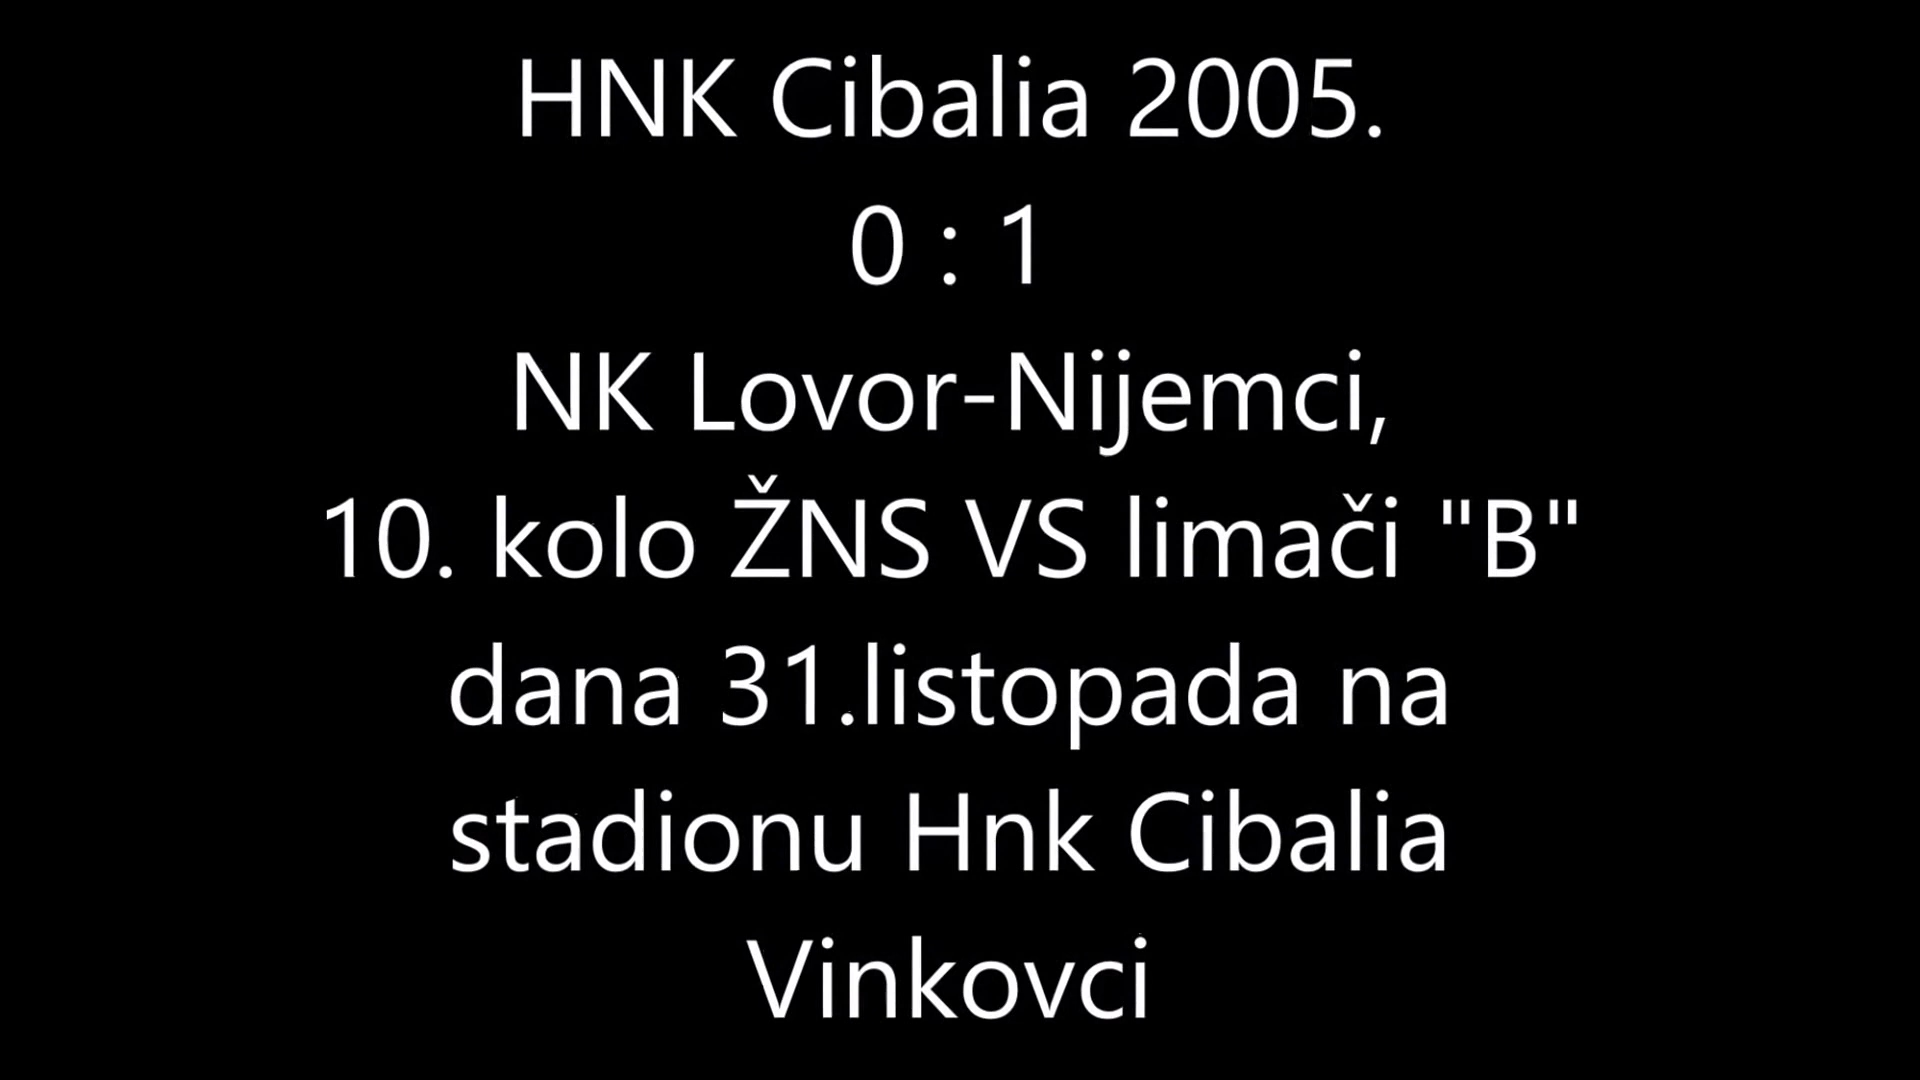 HNK Cibalia 2005.
0 : 1
NK Lovor-Nijemci,
10. kolo ŽNS VS limači "B"
dana 31.listopada na
stadionu Hnk Cibalia
Vinkovci